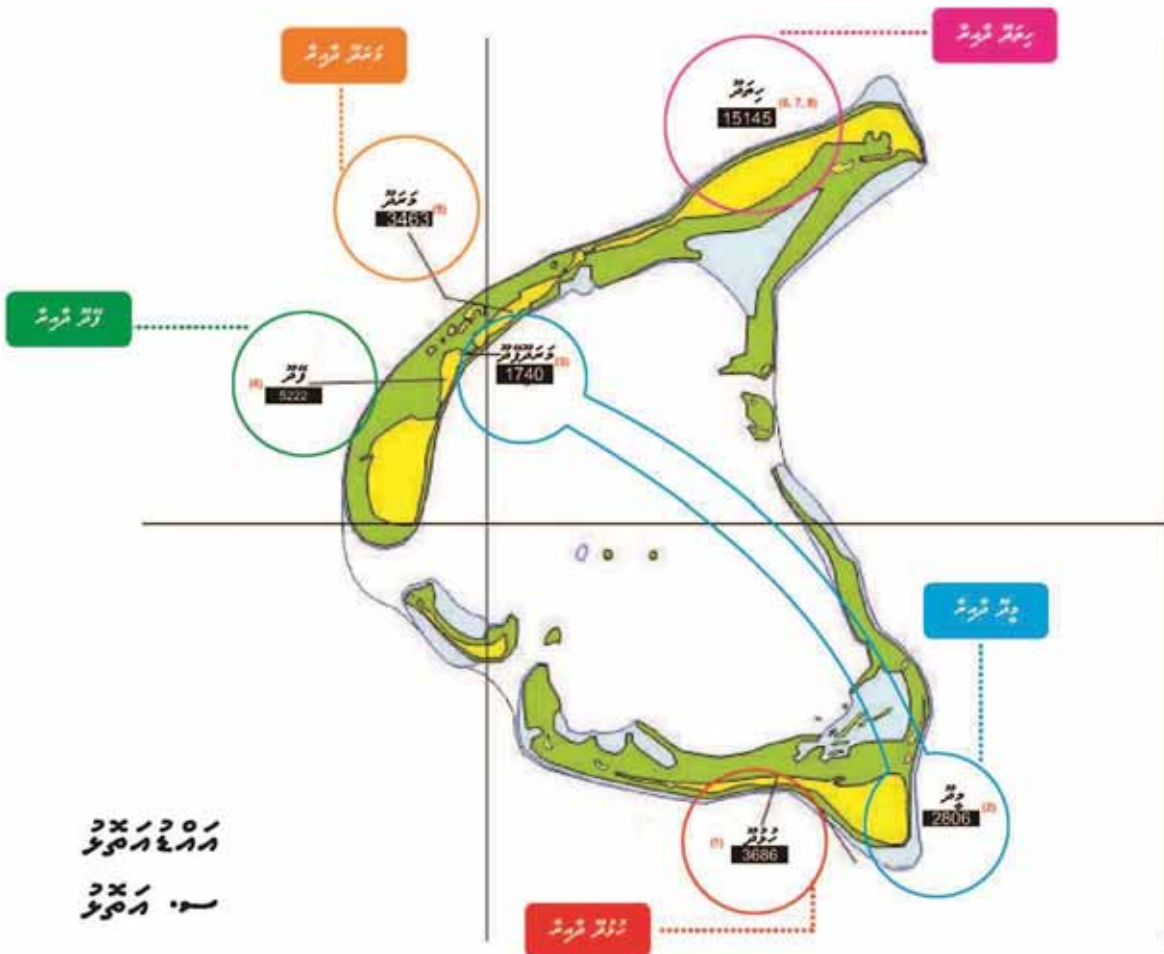 ހިތަދޫ ދާއިރާ
މަރަދޫ ދާއިރާ
ހިތަދޫ
15145 (6, 7, 8)
މަރަދޫ
3463 (5)
ފޭދޫ ދާއިރާ
މަރަދޫފޭދޫ
1740 (3)
ފޭދޫ
(4) 5222
މީދޫ ދާއިރާ
މީދޫ
2806 (2)
ހުޅުދޫ
(1) 3686
އައްޑުއަތޮޅު
ސ. އަތޮޅު
ހުޅުދޫ ދާއިރާ